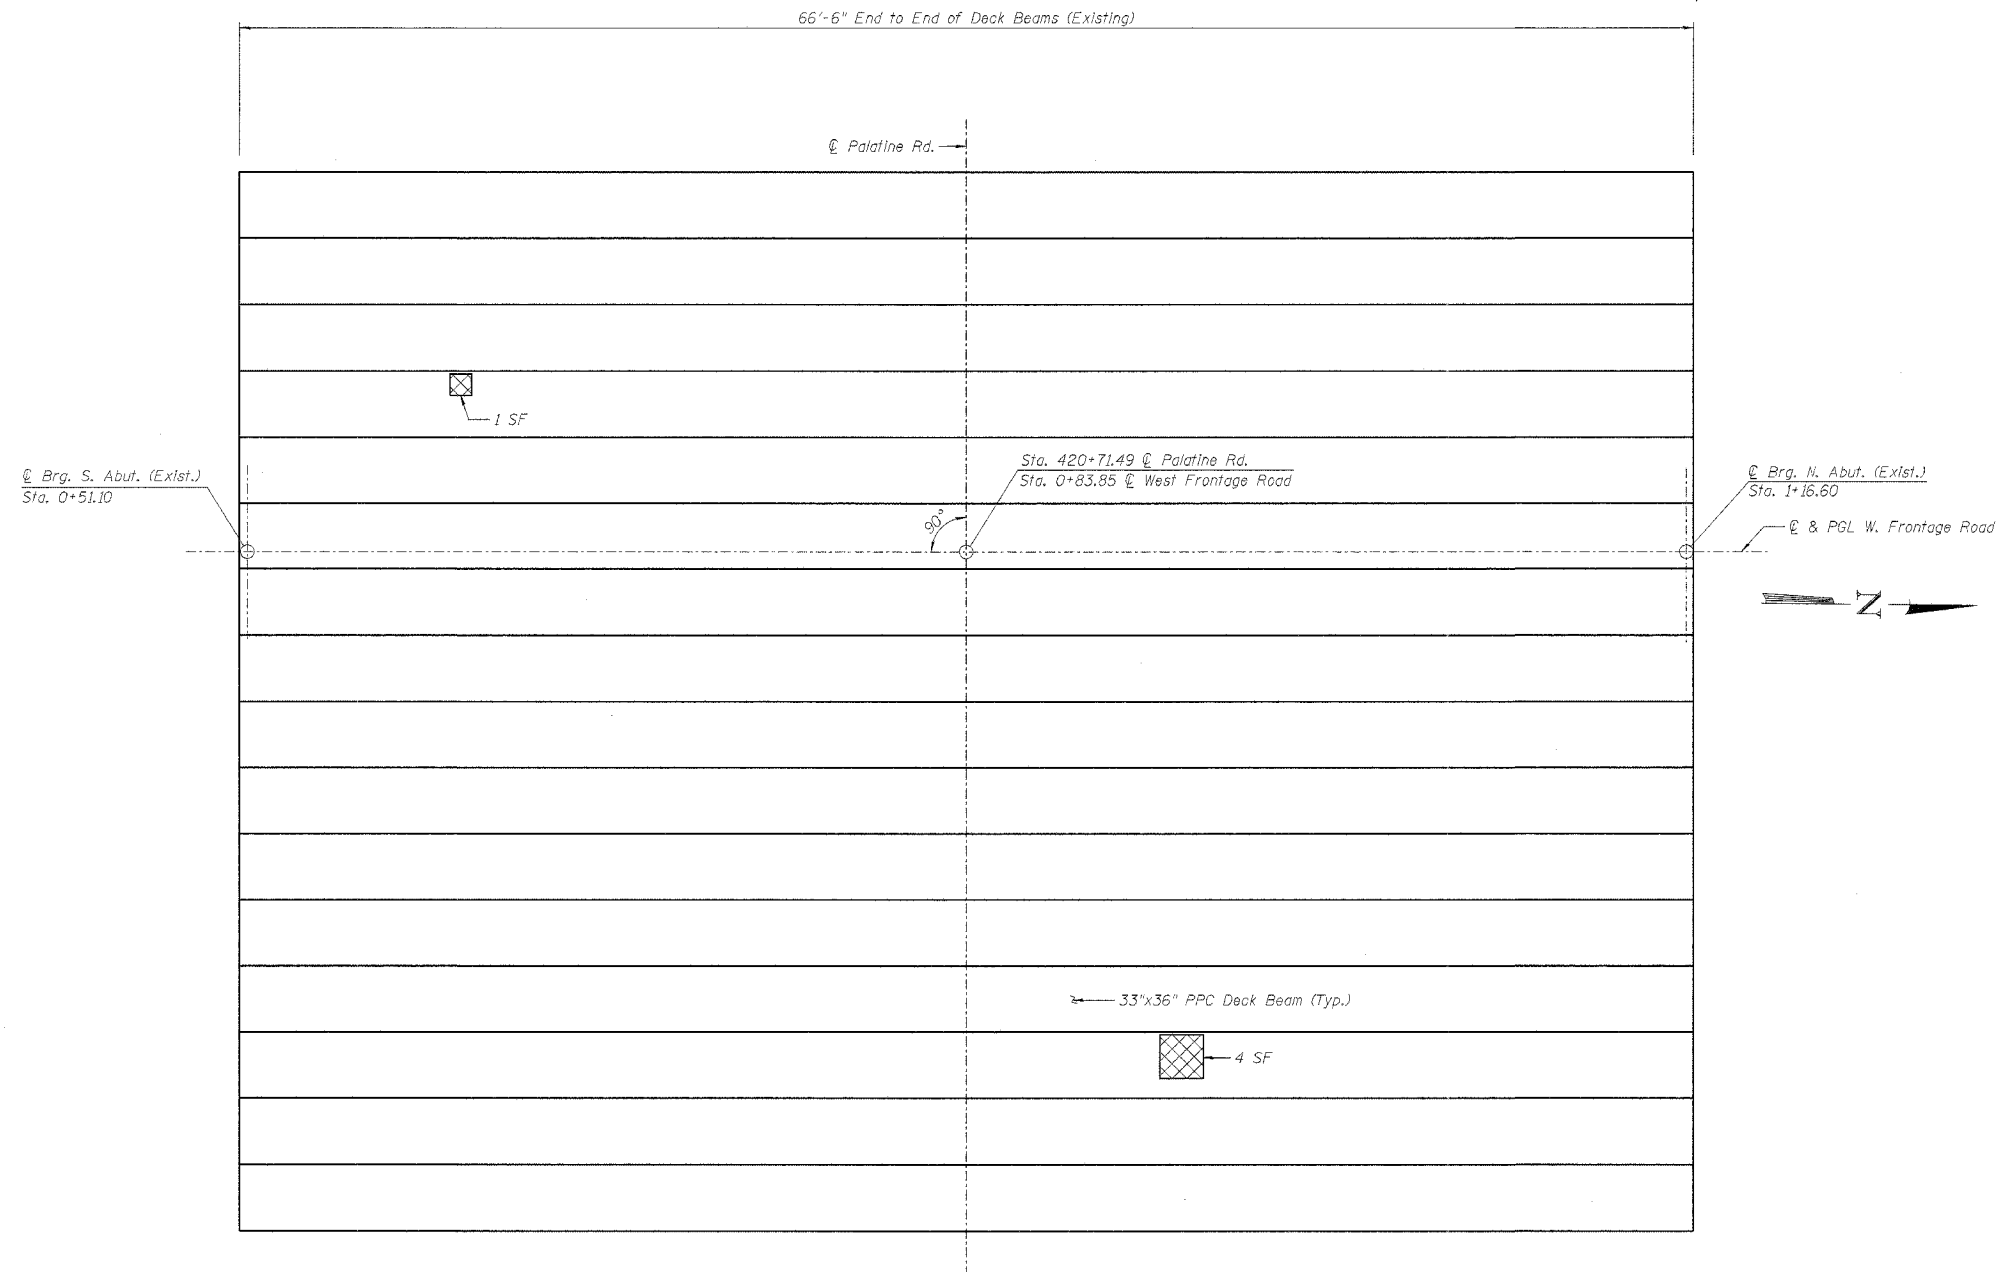 66'-6" End to End of Deck Beams (Existing)
℄ Palatine Rd.
1 SF
℄ Brg. S. Abut. (Exist.)
Sta. 0+51.10
90°
Sta. 420+71.49 ℄ Palatine Rd.
Sta. 0+83.85 ℄ West Frontage Road
℄ Brg. N. Abut. (Exist.)
Sta. 1+16.60
℄ & PGL W. Frontage Road
N
33"x36" PPC Deck Beam (Typ.)
4 SF